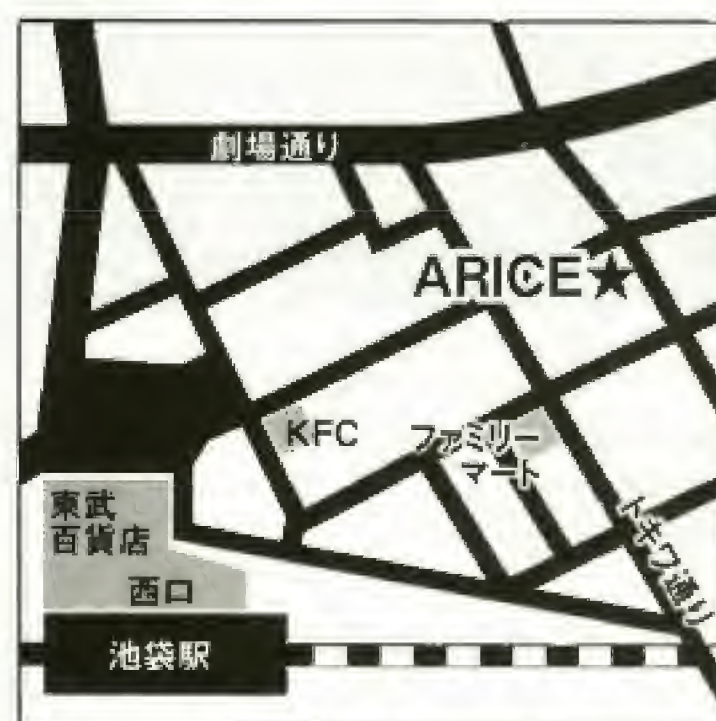 劇場通り
ARICE★
KFC
ファミリー
マート
東武
百貨店
西口
トキワ通り
池袋駅